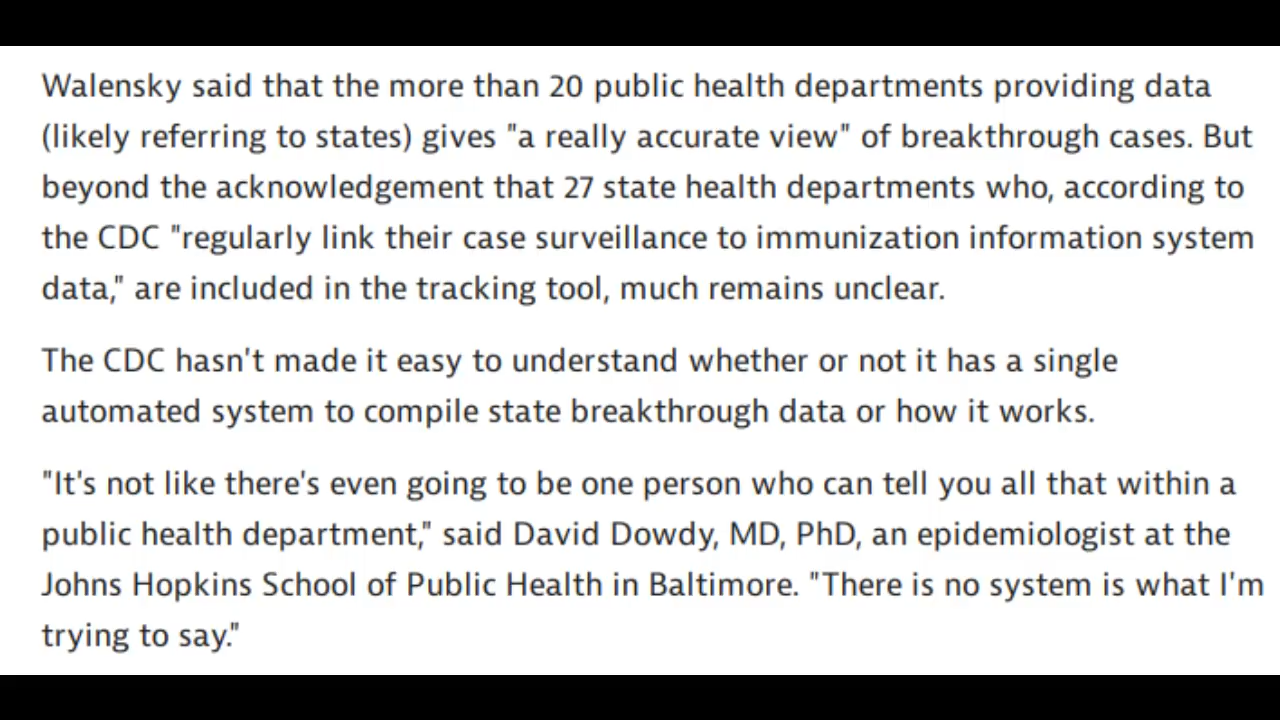 Walensky said that the more than 20 public health departments providing data
(likely referring to states) gives "a really accurate view" of breakthrough cases. But
beyond the acknowledgement that 27 state health departments who, according to
the CDC "regularly link their case surveillance to immunization information system
data," are included in the tracking tool, much remains unclear.
The CDC hasn't made it easy to understand whether or not it has a single
automated system to compile state breakthrough data or how it works.
"It's not like there's even going to be one person who can tell you all that within a
public health department," said David Dowdy, MD, PhD, an epidemiologist at the
Johns Hopkins School of Public Health in Baltimore. "There is no system is what I'm
trying to say."